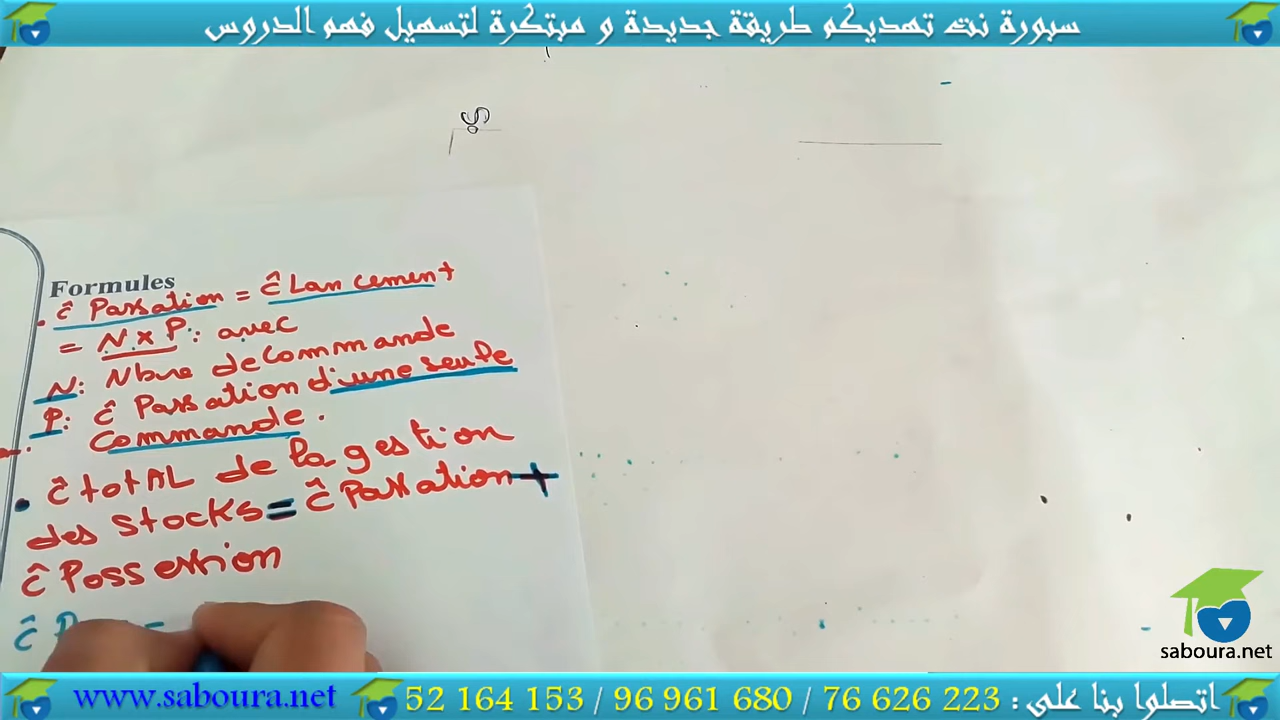 سبورة نت تهديكم طريقة جديدة و مبتكرة لتسهيل فهم الدروس
Formules
. ĉ Passation = ĉ Lancement
= N x P : avec
N: Nbre de commande
P: ĉ Passation d'une seule
commande.
• ĉ totAL de la gestion
des stocks = ĉ Passation +
ĉ Possession
ĉ P
saboura.net
www.saboura.net
52 164 153 / 96 961 680 / 76 626 223 : اتصلوا بنا على